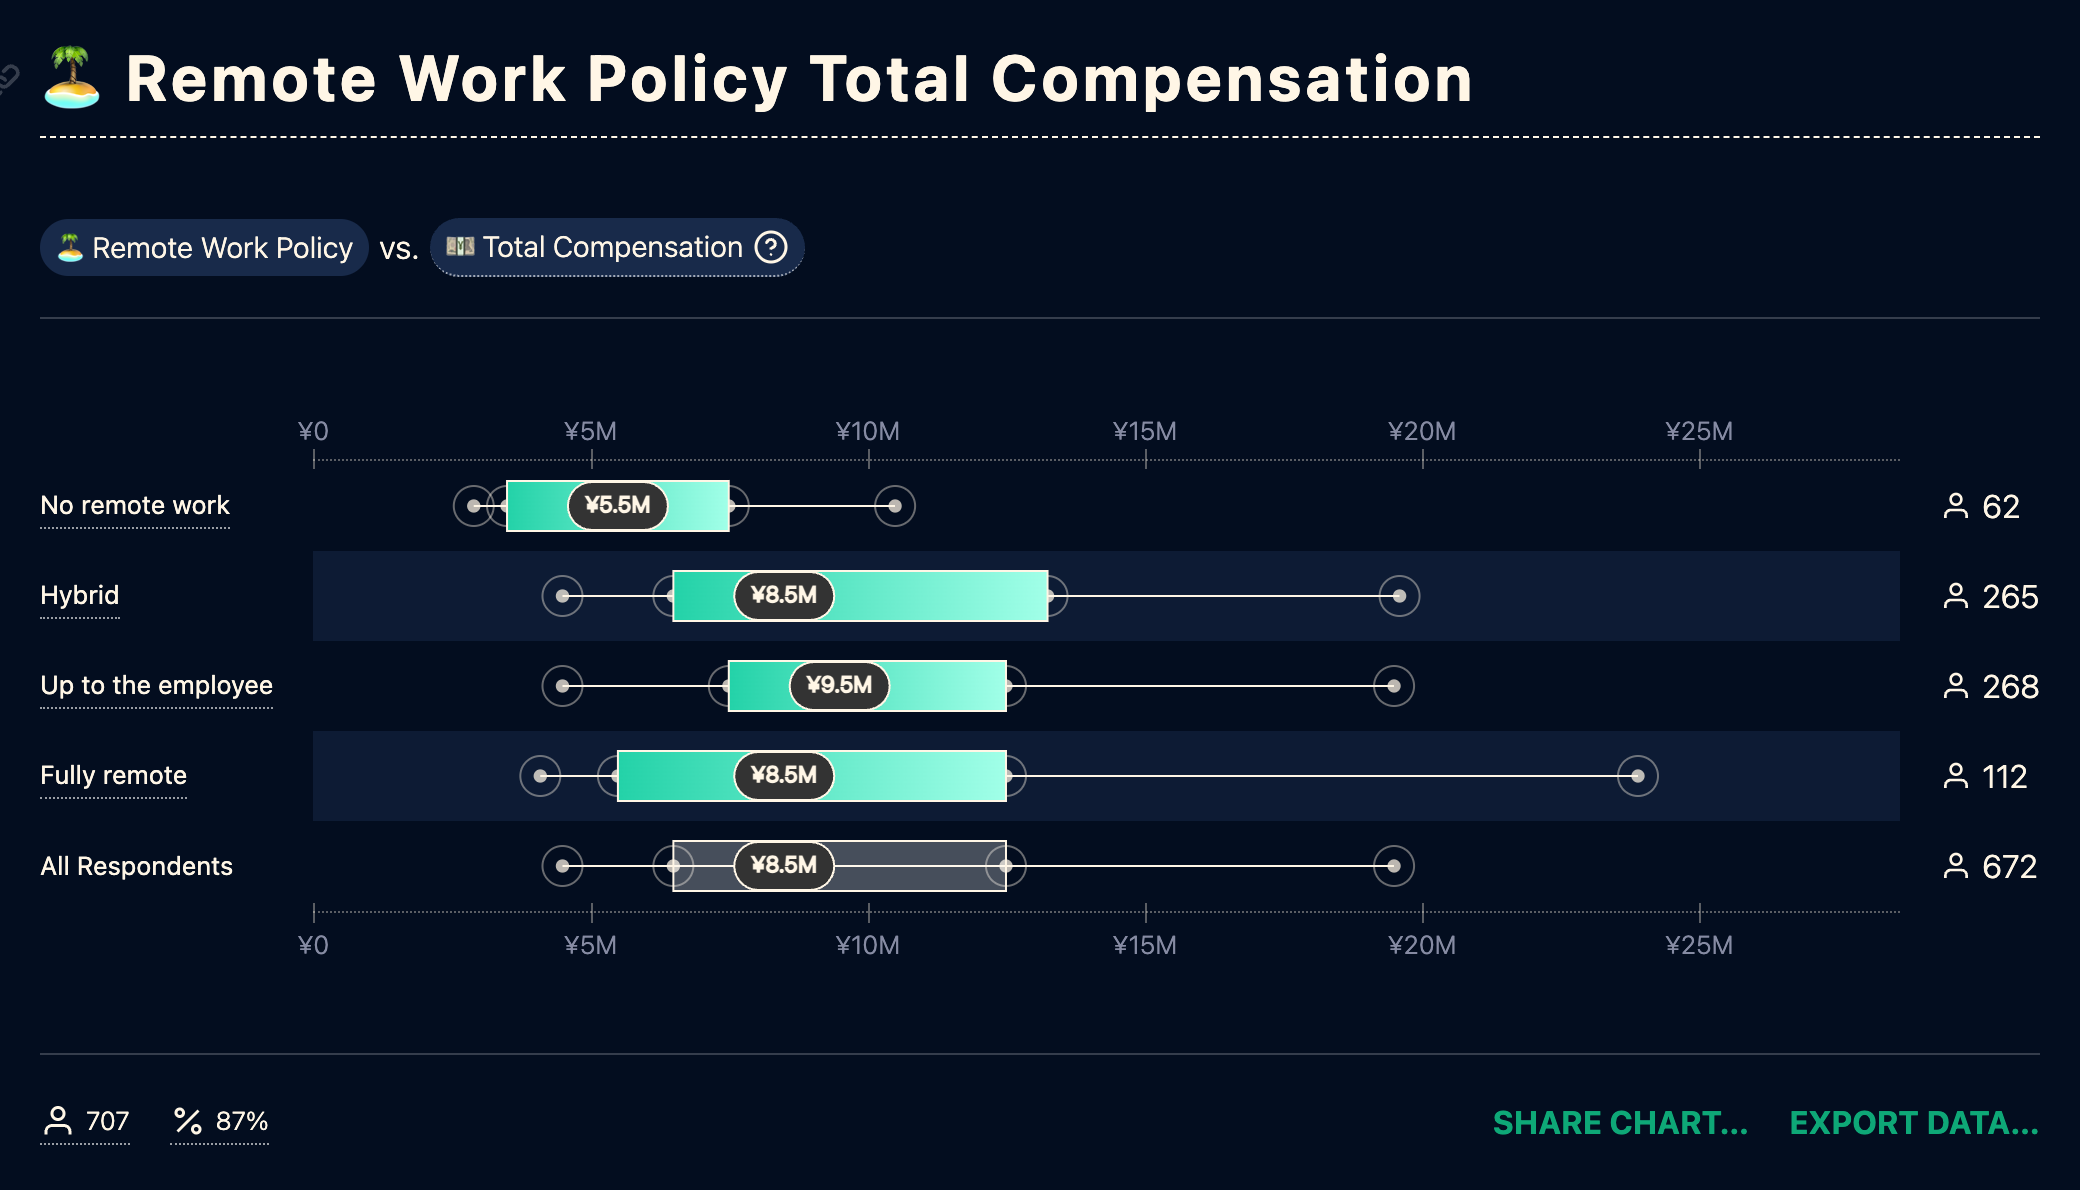 Remote Work Policy Total Compensation
Remote Work Policy vs. Total Compensation ?
¥0 ¥5M ¥10M ¥15M ¥20M ¥25M
No remote work ¥5.5M 62
Hybrid ¥8.5M 265
Up to the employee ¥9.5M 268
Fully remote ¥8.5M 112
All Respondents ¥8.5M 672
¥0 ¥5M ¥10M ¥15M ¥20M ¥25M
707 % 87% SHARE CHART... EXPORT DATA...